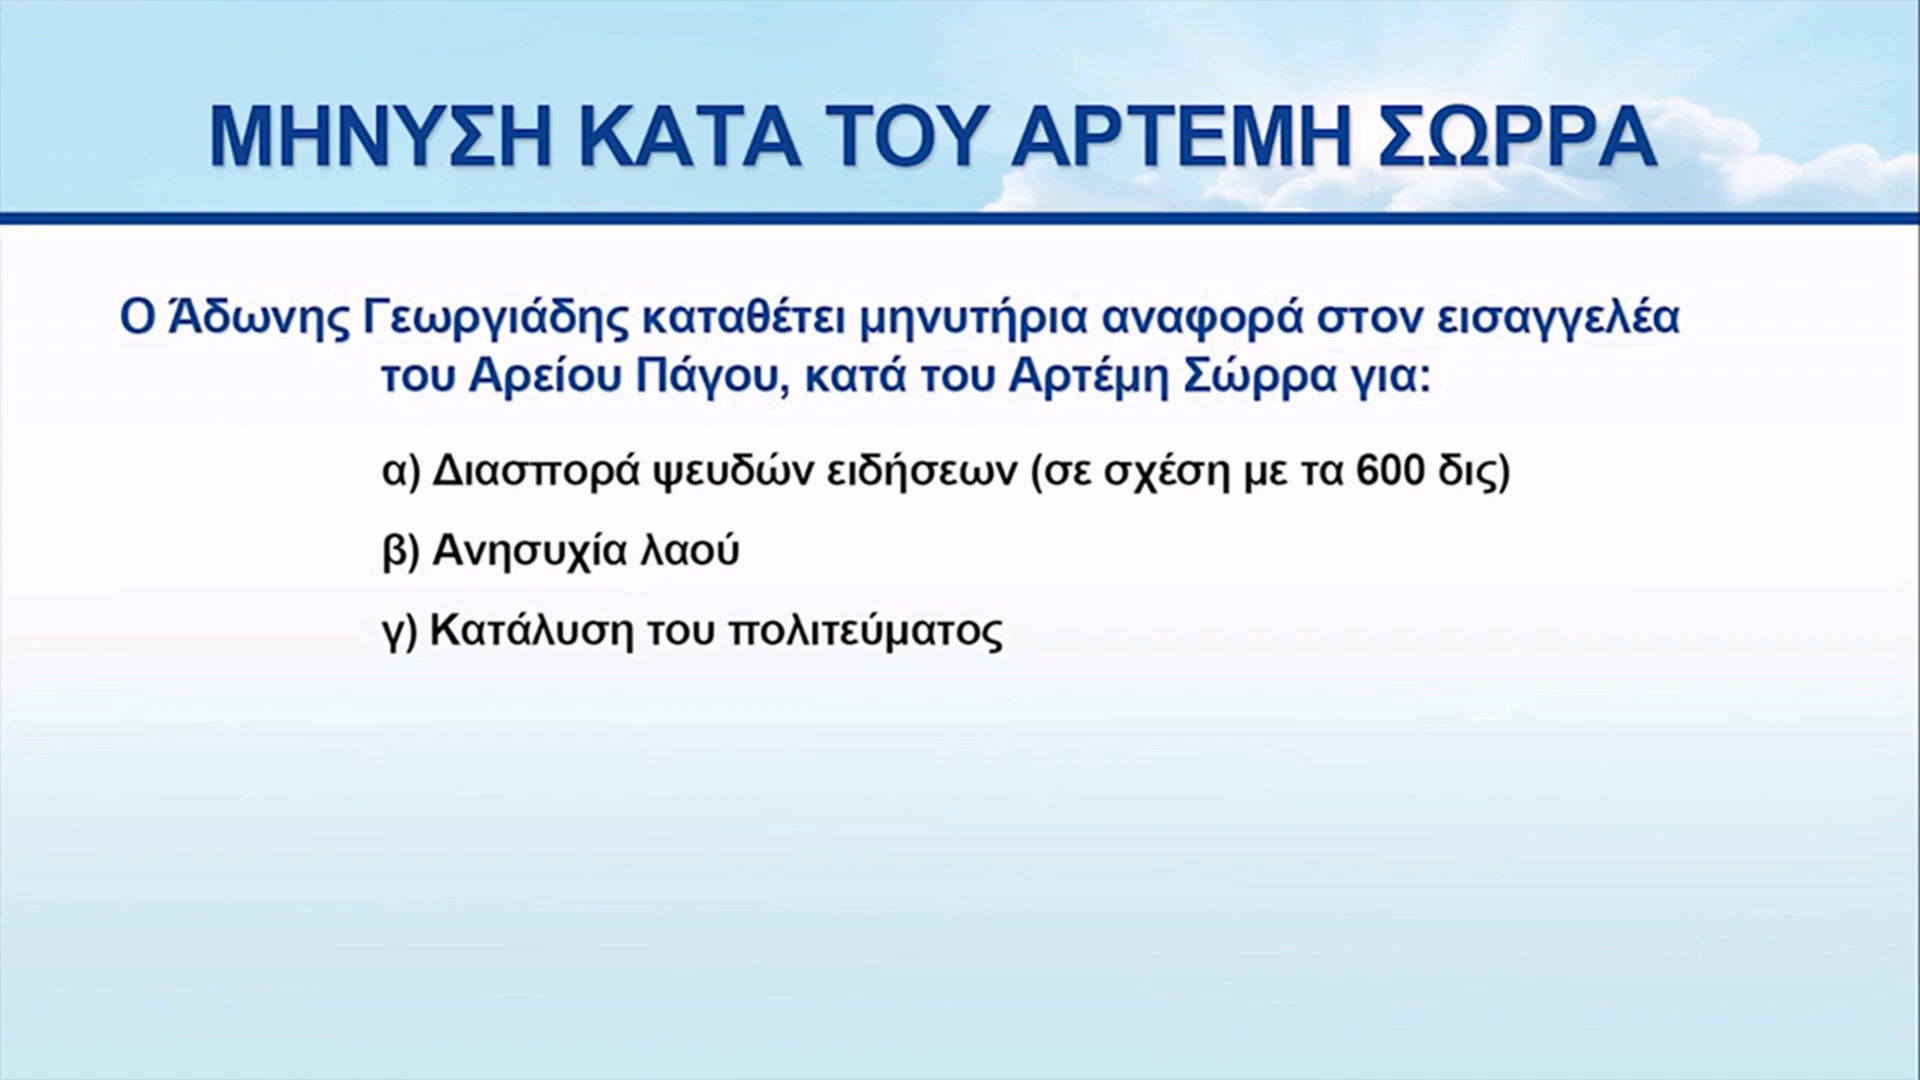 ΜΗΝΥΣΗ ΚΑΤΑ ΤΟΥ ΑΡΤΕΜΗ ΣΩΡΡΑ
Ο Άδωνης Γεωργιάδης καταθέτει μηνυτήρια αναφορά στον εισαγγελέα
του Αρείου Πάγου, κατά του Αρτέμη Σώρρα για:
α) Διασπορά ψευδών ειδήσεων (σε σχέση με τα 600 δις)
β) Ανησυχία λαού
γ) Κατάλυση του πολιτεύματος